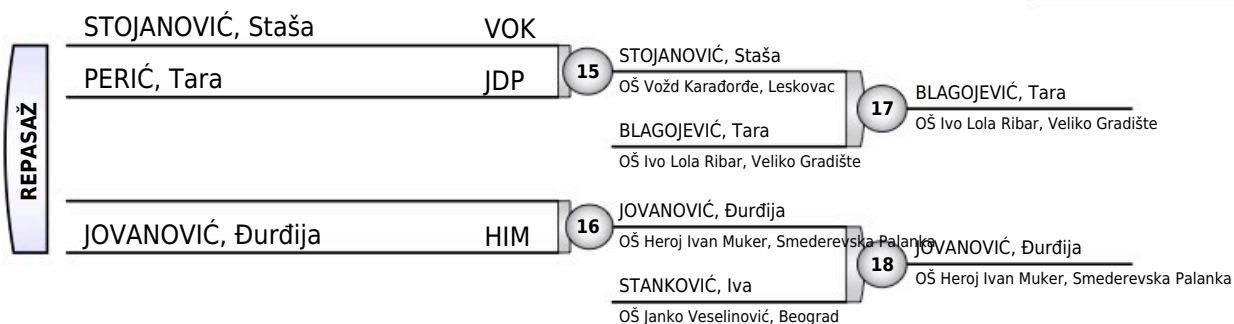 STOJANOVIĆ, Staša VOK
PERIĆ, Tara JDP
15
STOJANOVIĆ, Staša
OŠ Vožd Karađorđe, Leskovac
BLAGOJEVIĆ, Tara
OŠ Ivo Lola Ribar, Veliko Gradište
17
BLAGOJEVIĆ, Tara
OŠ Ivo Lola Ribar, Veliko Gradište
REPASAŽ
JOVANOVIĆ, Đurđija HIM
16
JOVANOVIĆ, Đurđija
OŠ Heroj Ivan Muker, Smederevska Palanka
STANKOVIĆ, Iva
OŠ Janko Veselinović, Beograd
18
JOVANOVIĆ, Đurđija
OŠ Heroj Ivan Muker, Smederevska Palanka